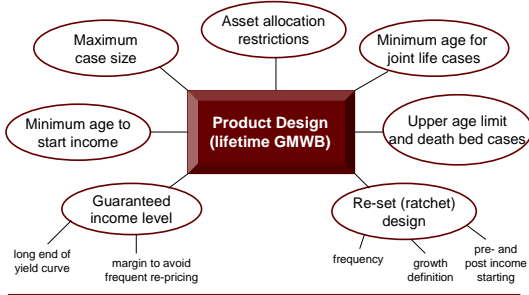 Asset allocation
restrictions
Maximum
case size
Minimum age for
joint life cases
Minimum age to
start income
Product Design
(lifetime GMWB)
Upper age limit
and death bed cases
Guaranteed
income level
Re-set (ratchet)
design
long end of
yield curve
margin to avoid
frequent re-pricing
frequency
growth
definition
pre- and
post income
starting